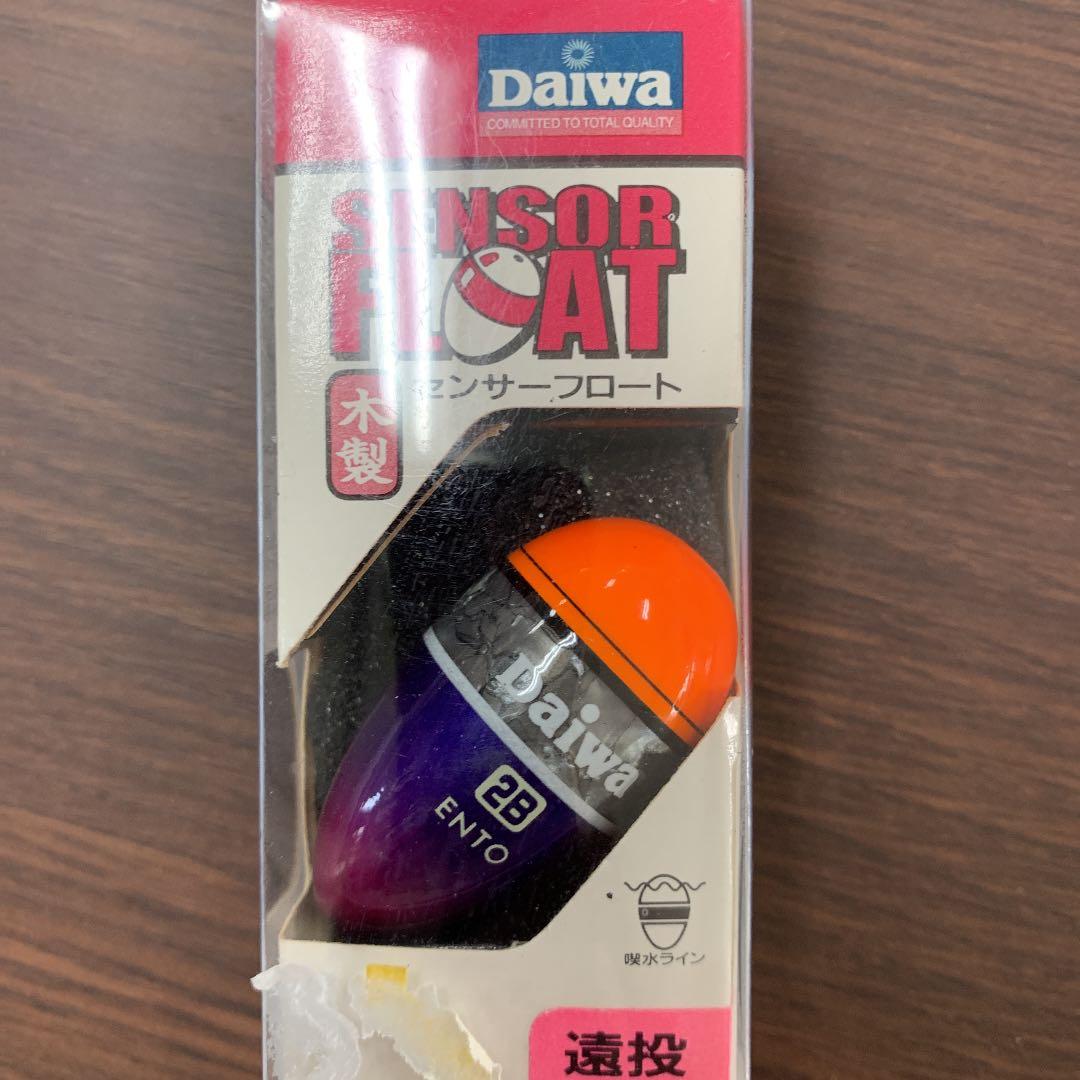 Daiwa
COMMITTED TO TOTAL QUALITY
SENSOR
FLOAT
センサーフロート
木製
Daiwa
2B
ENTO
喫水ライン
遠投